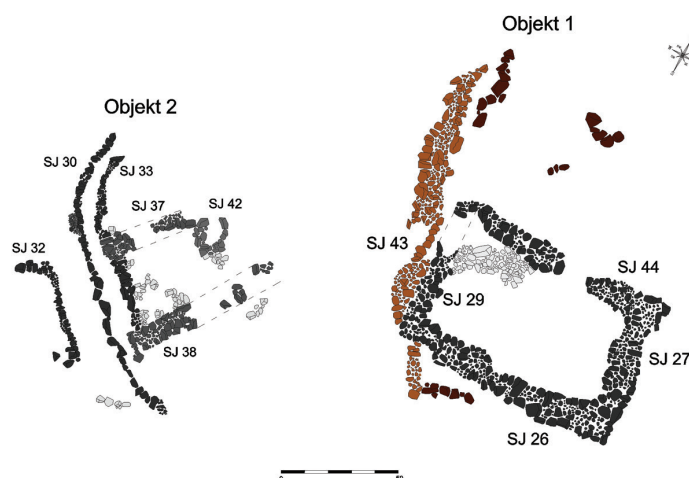 Objekt 1
Objekt 2
SJ 30
SJ 33
SJ 37
SJ 42
SJ 32
SJ 43
SJ 44
SJ 29
SJ 27
SJ 38
SJ 26